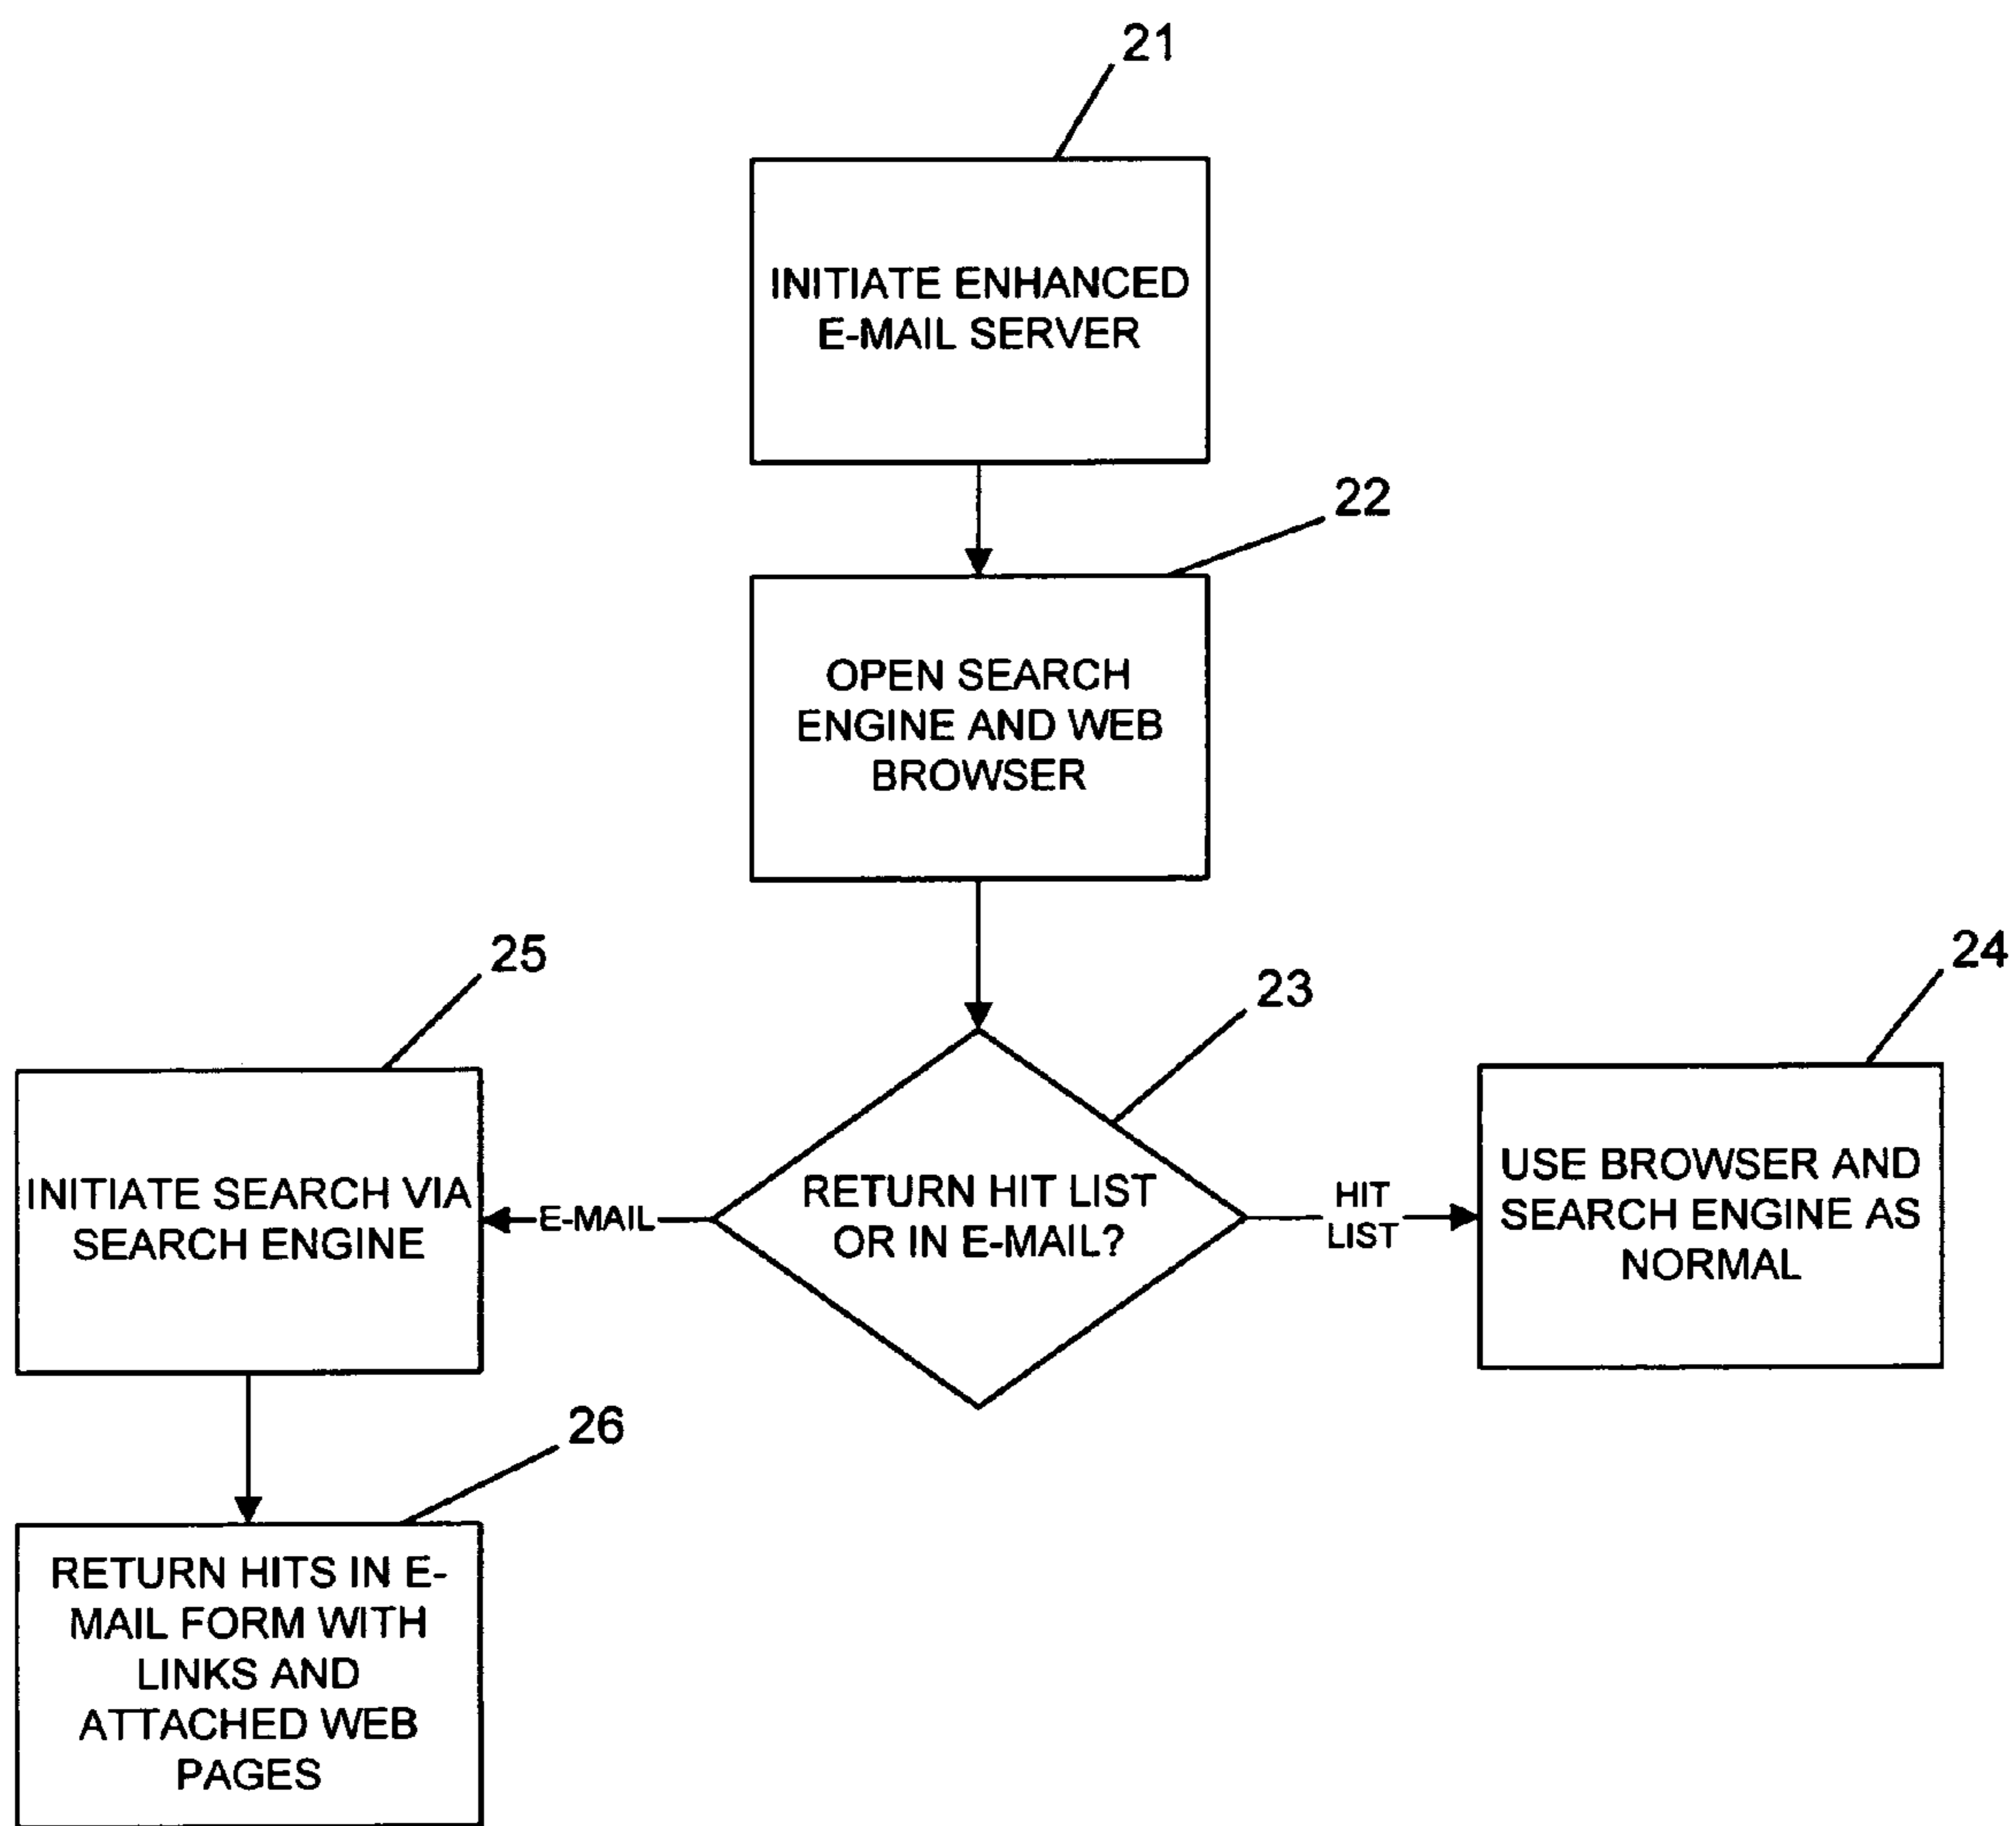 21
INITIATE ENHANCED
E-MAIL SERVER
22
OPEN SEARCH
ENGINE AND WEB
BROWSER
23
RETURN HIT LIST
OR IN E-MAIL?
HIT
LIST
24
USE BROWSER AND
SEARCH ENGINE AS
NORMAL
E-MAIL
25
INITIATE SEARCH VIA
SEARCH ENGINE
26
RETURN HITS IN E-
MAIL FORM WITH
LINKS AND
ATTACHED WEB
PAGES